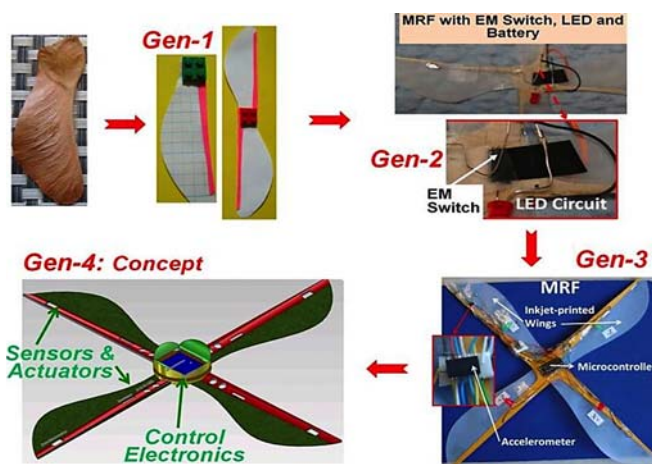 Gen-1
MRF with EM Switch, LED and
Battery
Gen-2
EM
Switch
LED Circuit
Gen-3
MRF
Inkjet-printed
Wings
Microcontroller
Accelerometer
Gen-4: Concept
Sensors &
Actuators
Control
Electronics